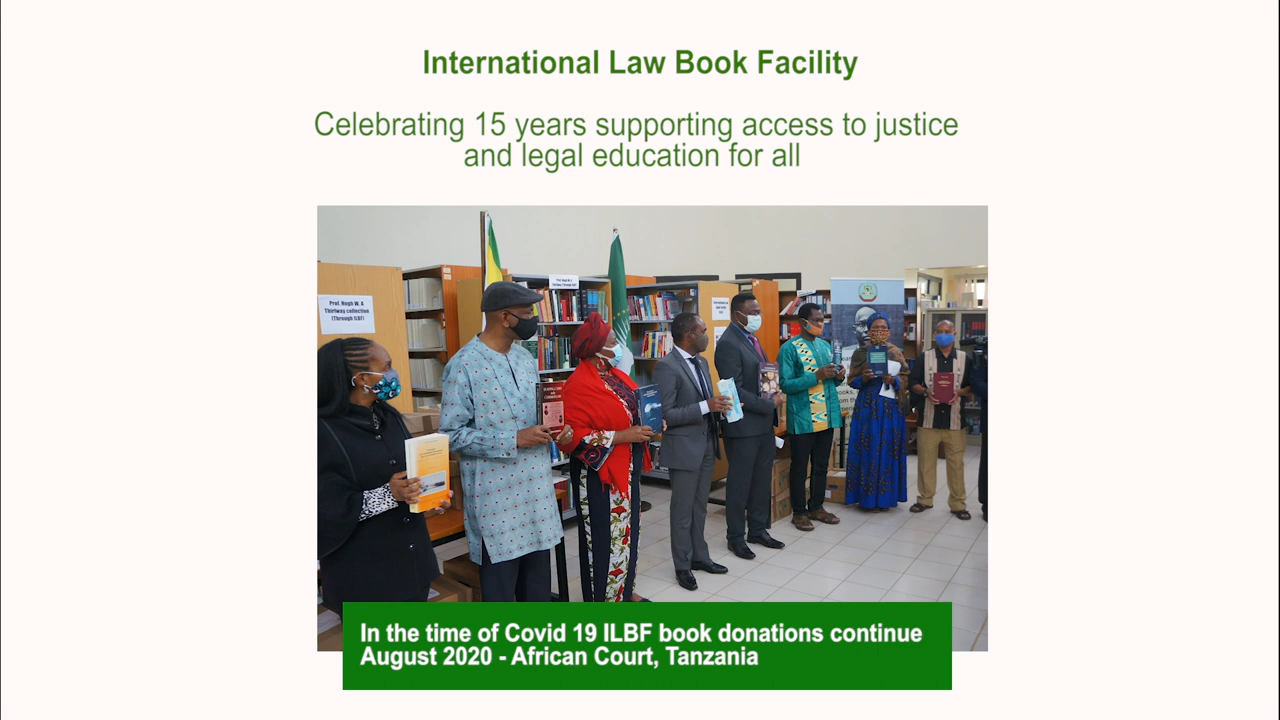 International Law Book Facility
Celebrating 15 years supporting access to justice
and legal education for all
Prof. Hugh W. A
Thirlway collection
(Through ILBF)
In the time of Covid 19 ILBF book donations continue
August 2020 - African Court, Tanzania